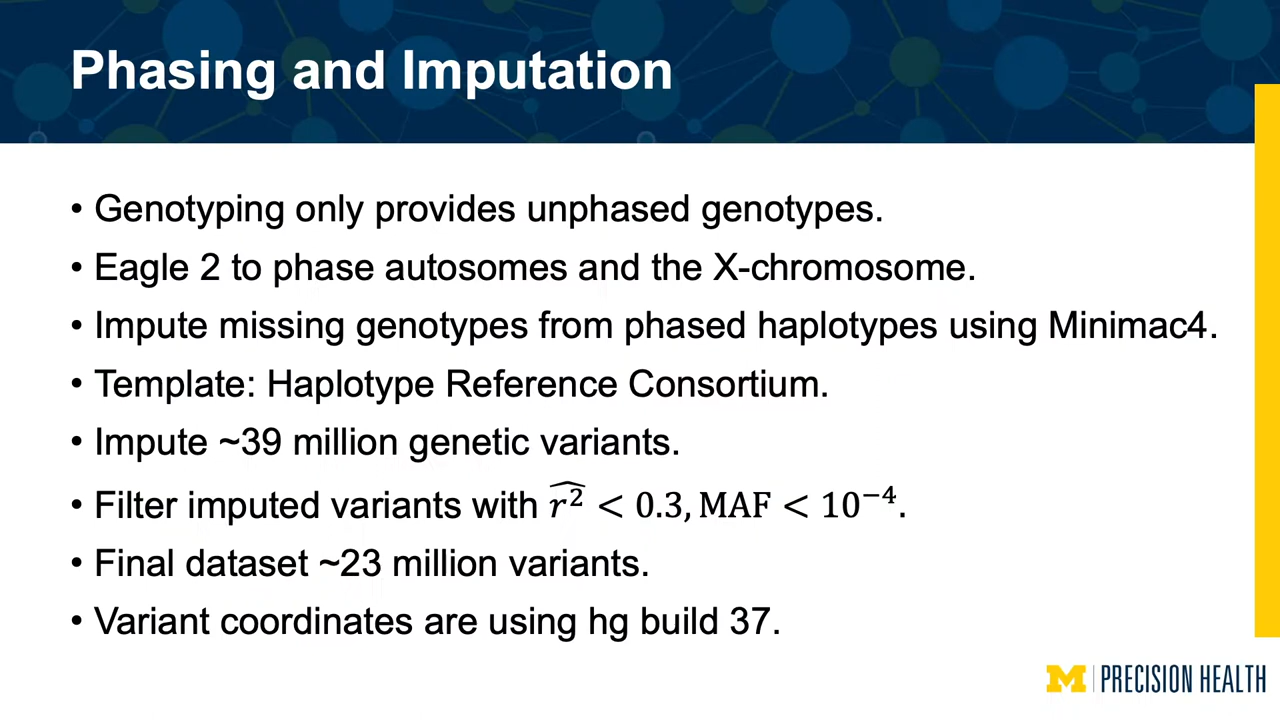 Phasing and Imputation
• Genotyping only provides unphased genotypes.
• Eagle 2 to phase autosomes and the X-chromosome.
• Impute missing genotypes from phased haplotypes using Minimac4.
• Template: Haplotype Reference Consortium.
• Impute ~39 million genetic variants.
• Filter imputed variants with $\widehat{r^2} < 0.3, \mathrm{MAF} < 10^{-4}$.
• Final dataset ~23 million variants.
• Variant coordinates are using hg build 37.
M PRECISION HEALTH